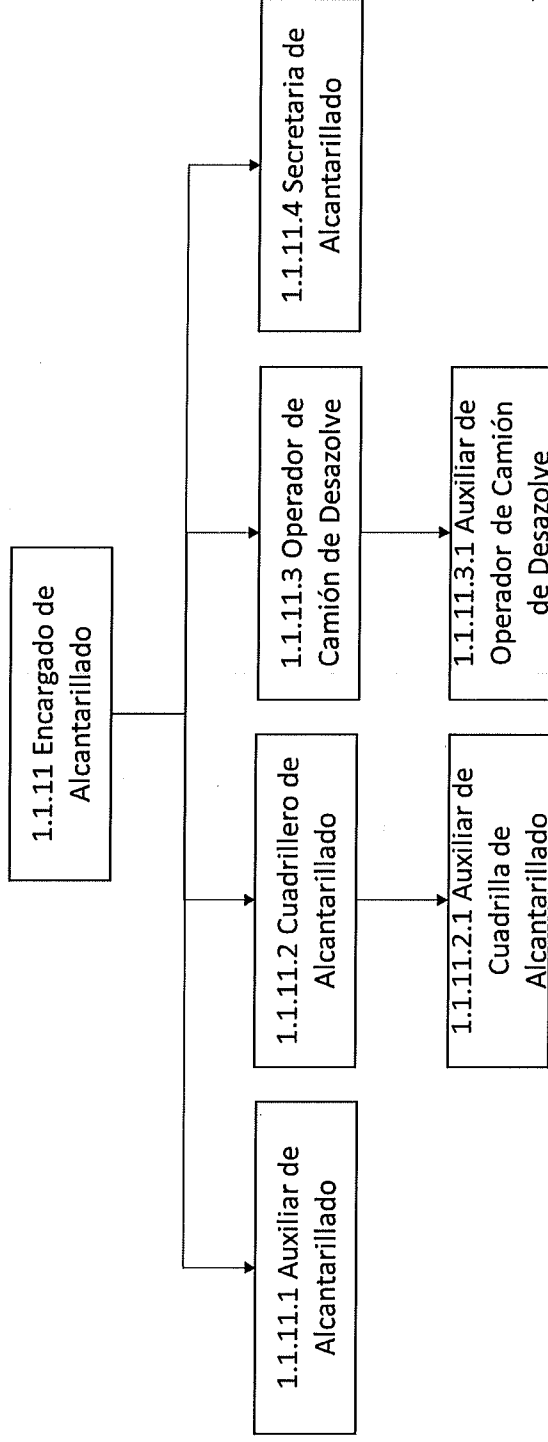 1.1.11 Encargado de
Alcantarillado
1.1.11.1 Auxiliar de
Alcantarillado
1.1.11.2 Cuadrillero de
Alcantarillado
1.1.11.3 Operador de
Camión de Desazolve
1.1.11.4 Secretaria de
Alcantarillado
1.1.11.2.1 Auxiliar de
Cuadrilla de
Alcantarillado
1.1.11.3.1 Auxiliar de
Operador de Camión
de Desazolve